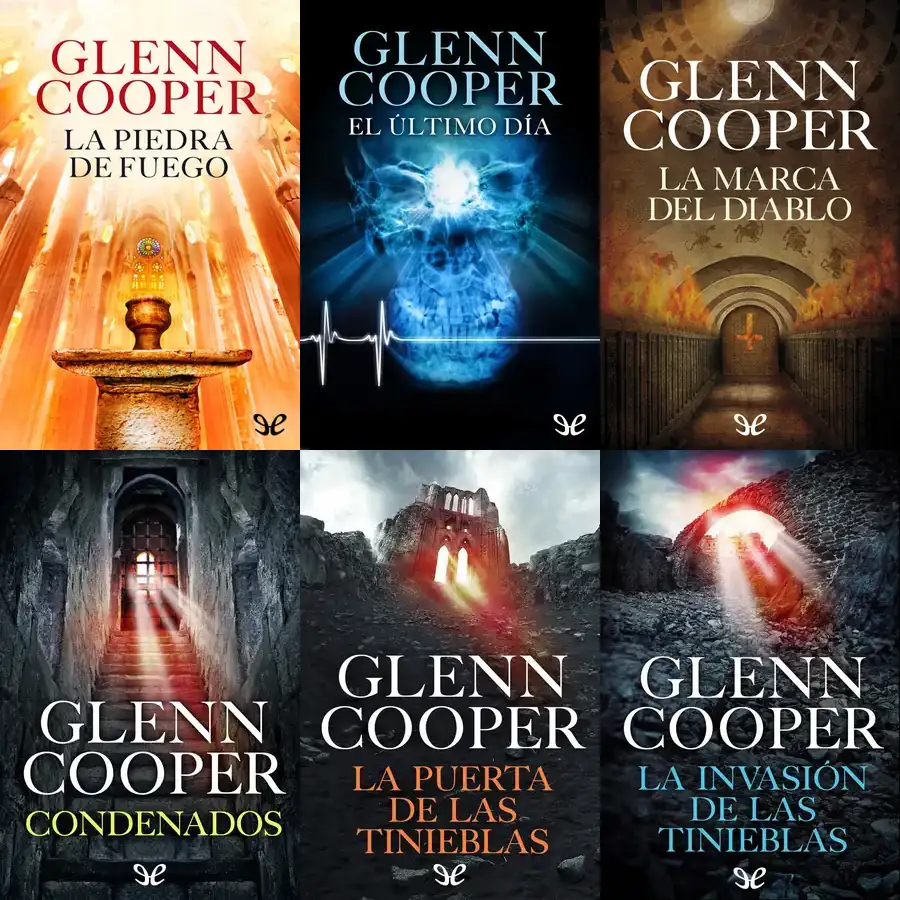 GLENN
COOPER
LA PIEDRA
DE FUEGO
GLENN
COOPER
EL ÚLTIMO DÍA
GLENN
COOPER
LA MARCA
DEL DIABLO
GLENN
COOPER
CONDENADOS
GLENN
COOPER
LA PUERTA
DE LAS
TINIEBLAS
GLENN
COOPER
LA INVASIÓN
DE LAS
TINIEBLAS